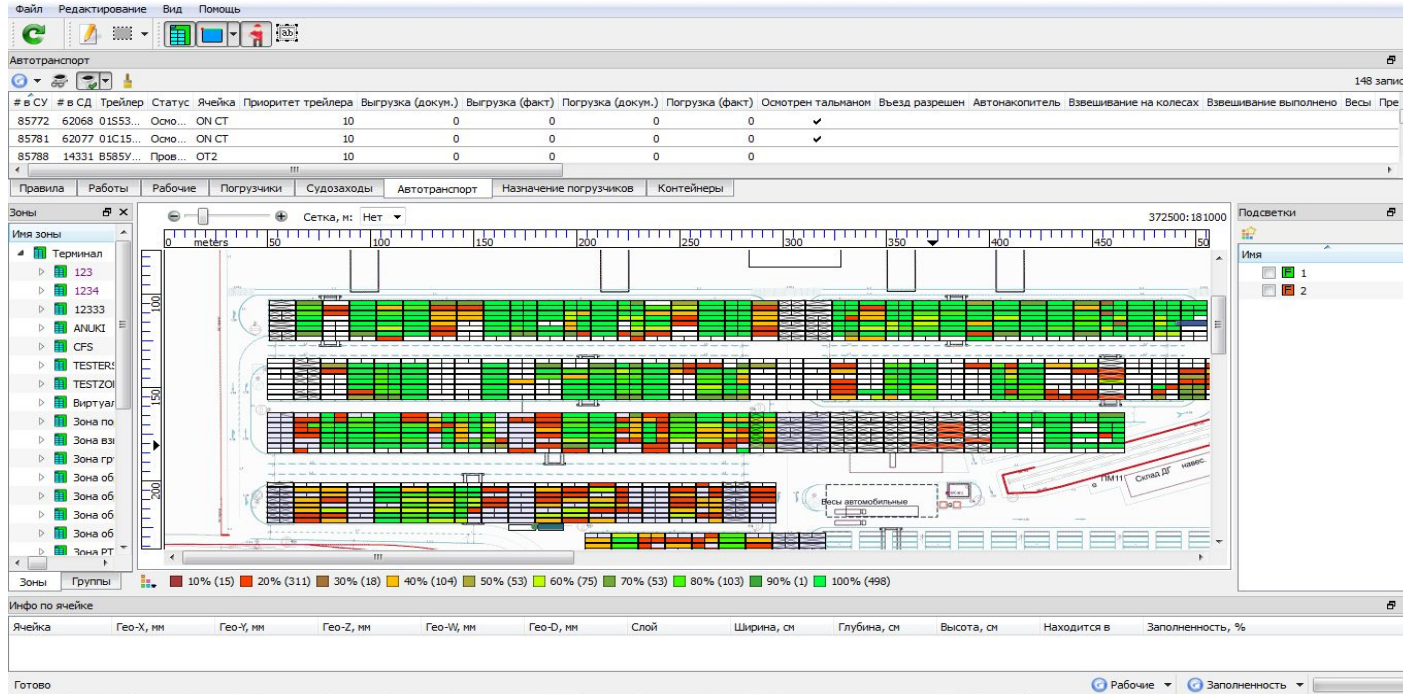 Файл Редактирование Вид Помощь
Автотранспорт
148 запис
# в СУ # в СД Трейлер Статус Ячейка Приоритет трейлера Выгрузка (докум.) Выгрузка (факт) Погрузка (докум.) Погрузка (факт) Осмотрен тальманом Въезд разрешен Автонакопитель Взвешивание на колесах Взвешивание выполнено Весы Пре
85772 62068 01S53... Осмо... ON CT 10 0 0 0 0 ✔
85781 62077 01C15... Осмо... ON CT 10 0 0 0 0 ✔
85788 14331 B585У... Пров... OT2 10 0 0 0 0
Правила Работы Рабочие Погрузчики Судозаходы Автотранспорт Назначение погрузчиков Контейнеры
Зоны
Имя зоны
Терминал
123
1234
12333
ANUKI
CFS
TESTERS
TESTZO
Виртуал
Зона по
Зона вз
Зона гр
Зона об
Зона об
Зона об
Зона об
Зона РТ
Зоны Группы
Сетка, м: Нет 372500:181000
0 meters 50 100 150 200 250 300 350 400 450 50
100
150
200
ПМ11 Склад ДГ навес.
Весы автомобильные
10% (15) 20% (311) 30% (18) 40% (104) 50% (53) 60% (75) 70% (53) 80% (103) 90% (1) 100% (498)
Подсветки
Имя
1
2
Инфо по ячейке
Ячейка Гео-X, мм Гео-Y, мм Гео-Z, мм Гео-W, мм Гео-D, мм Слой Ширина, см Глубина, см Высота, см Находится в Заполненность, %
Готово Рабочие Заполненность